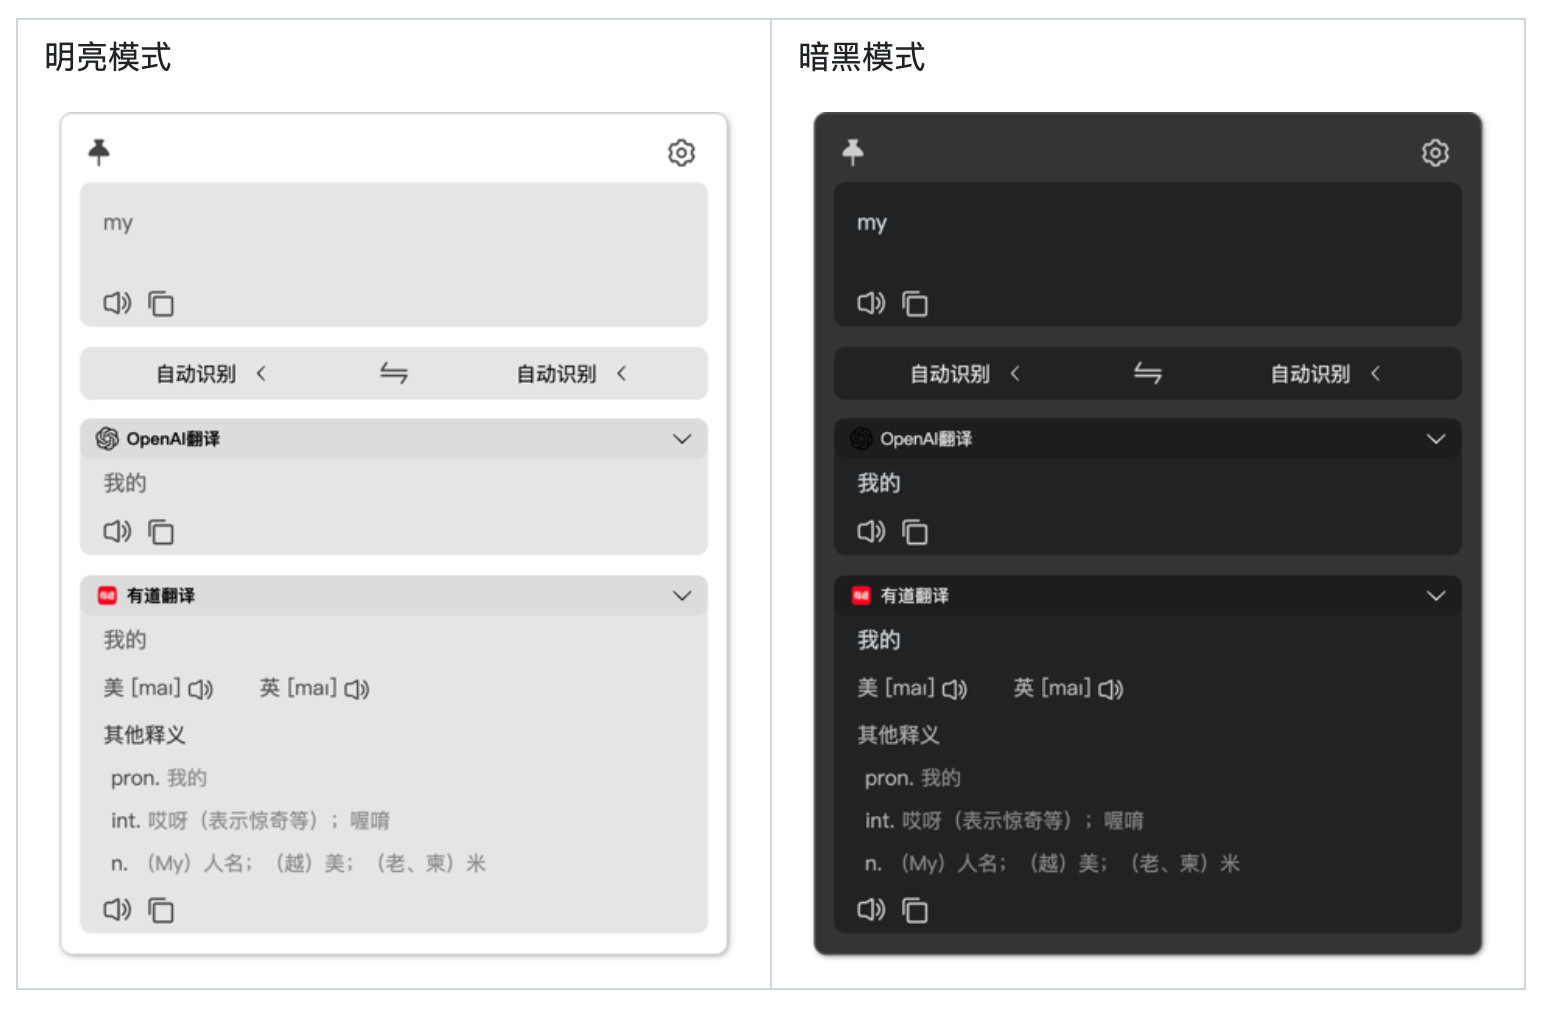 明亮模式
my
自动识别 自动识别
OpenAI翻译
我的
有道翻译
我的
美 [maɪ] 英 [maɪ]
其他释义
pron. 我的
int. 哎呀（表示惊奇等）；喔唷
n. （My）人名；（越）美；（老、柬）米
暗黑模式
my
自动识别 自动识别
OpenAI翻译
我的
有道翻译
我的
美 [maɪ] 英 [maɪ]
其他释义
pron. 我的
int. 哎呀（表示惊奇等）；喔唷
n. （My）人名；（越）美；（老、柬）米